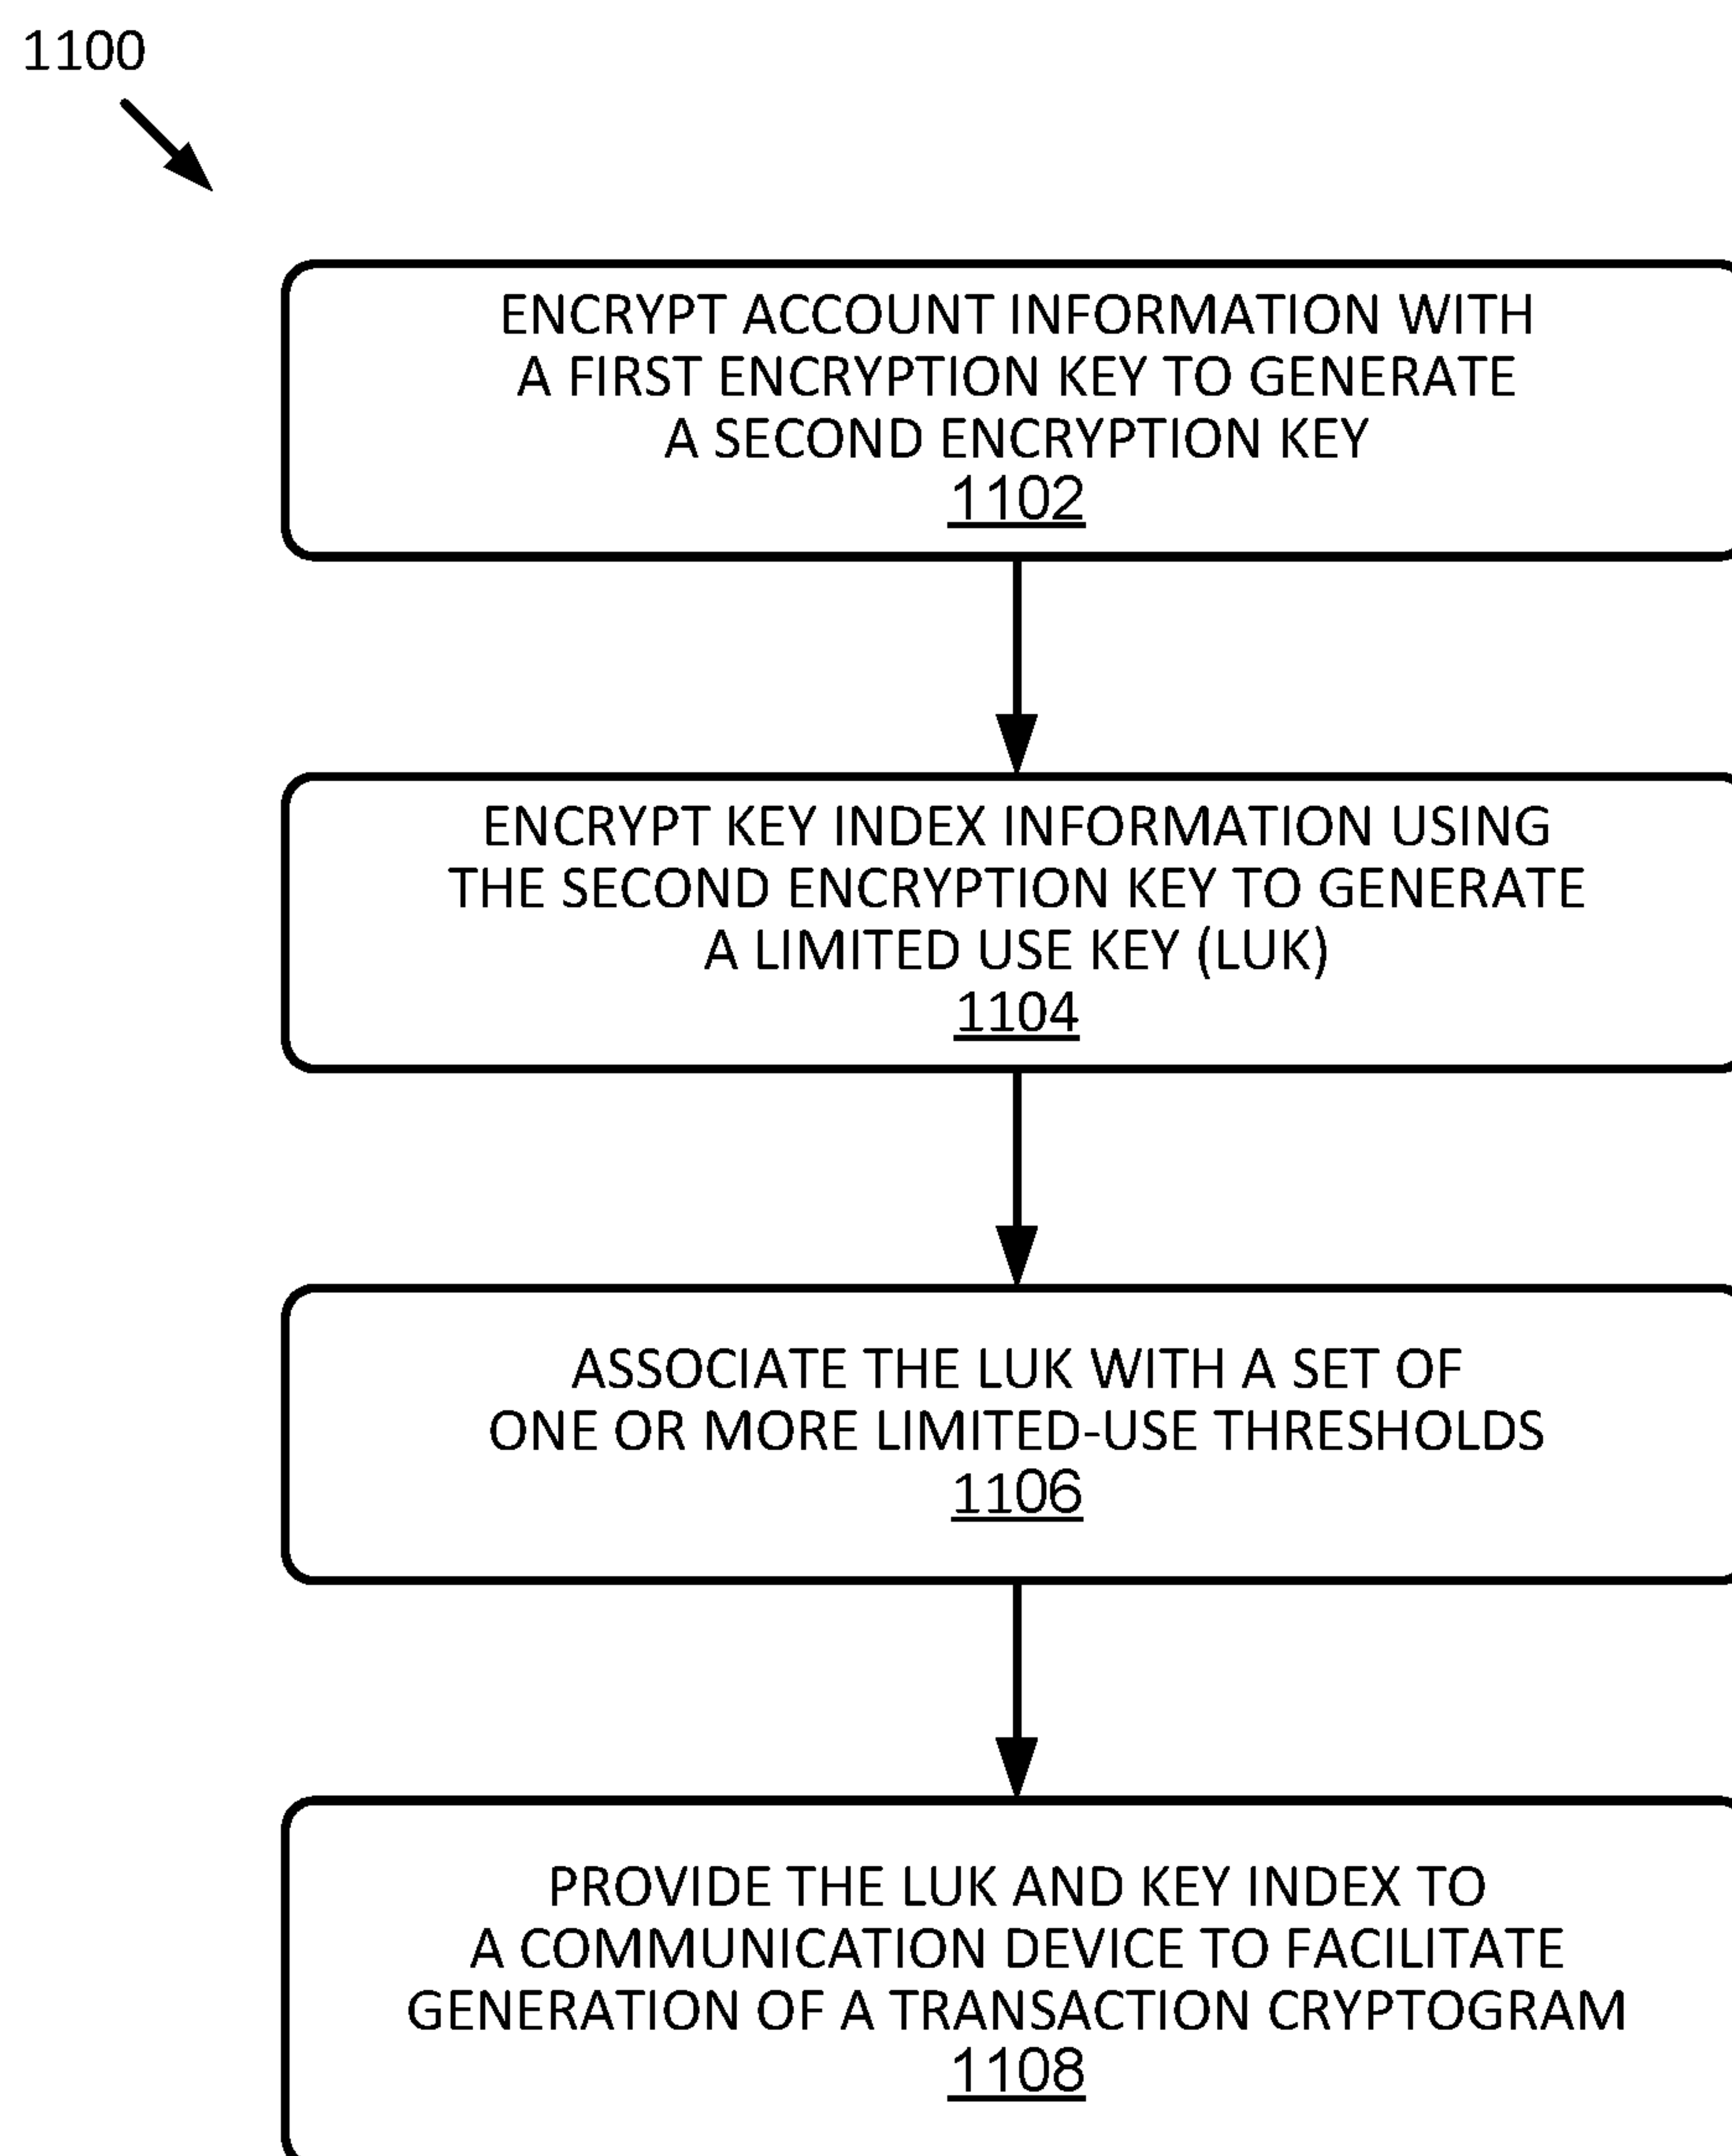 1100
ENCRYPT ACCOUNT INFORMATION WITH
A FIRST ENCRYPTION KEY TO GENERATE
A SECOND ENCRYPTION KEY
1102
ENCRYPT KEY INDEX INFORMATION USING
THE SECOND ENCRYPTION KEY TO GENERATE
A LIMITED USE KEY (LUK)
1104
ASSOCIATE THE LUK WITH A SET OF
ONE OR MORE LIMITED-USE THRESHOLDS
1106
PROVIDE THE LUK AND KEY INDEX TO
A COMMUNICATION DEVICE TO FACILITATE
GENERATION OF A TRANSACTION CRYPTOGRAM
1108